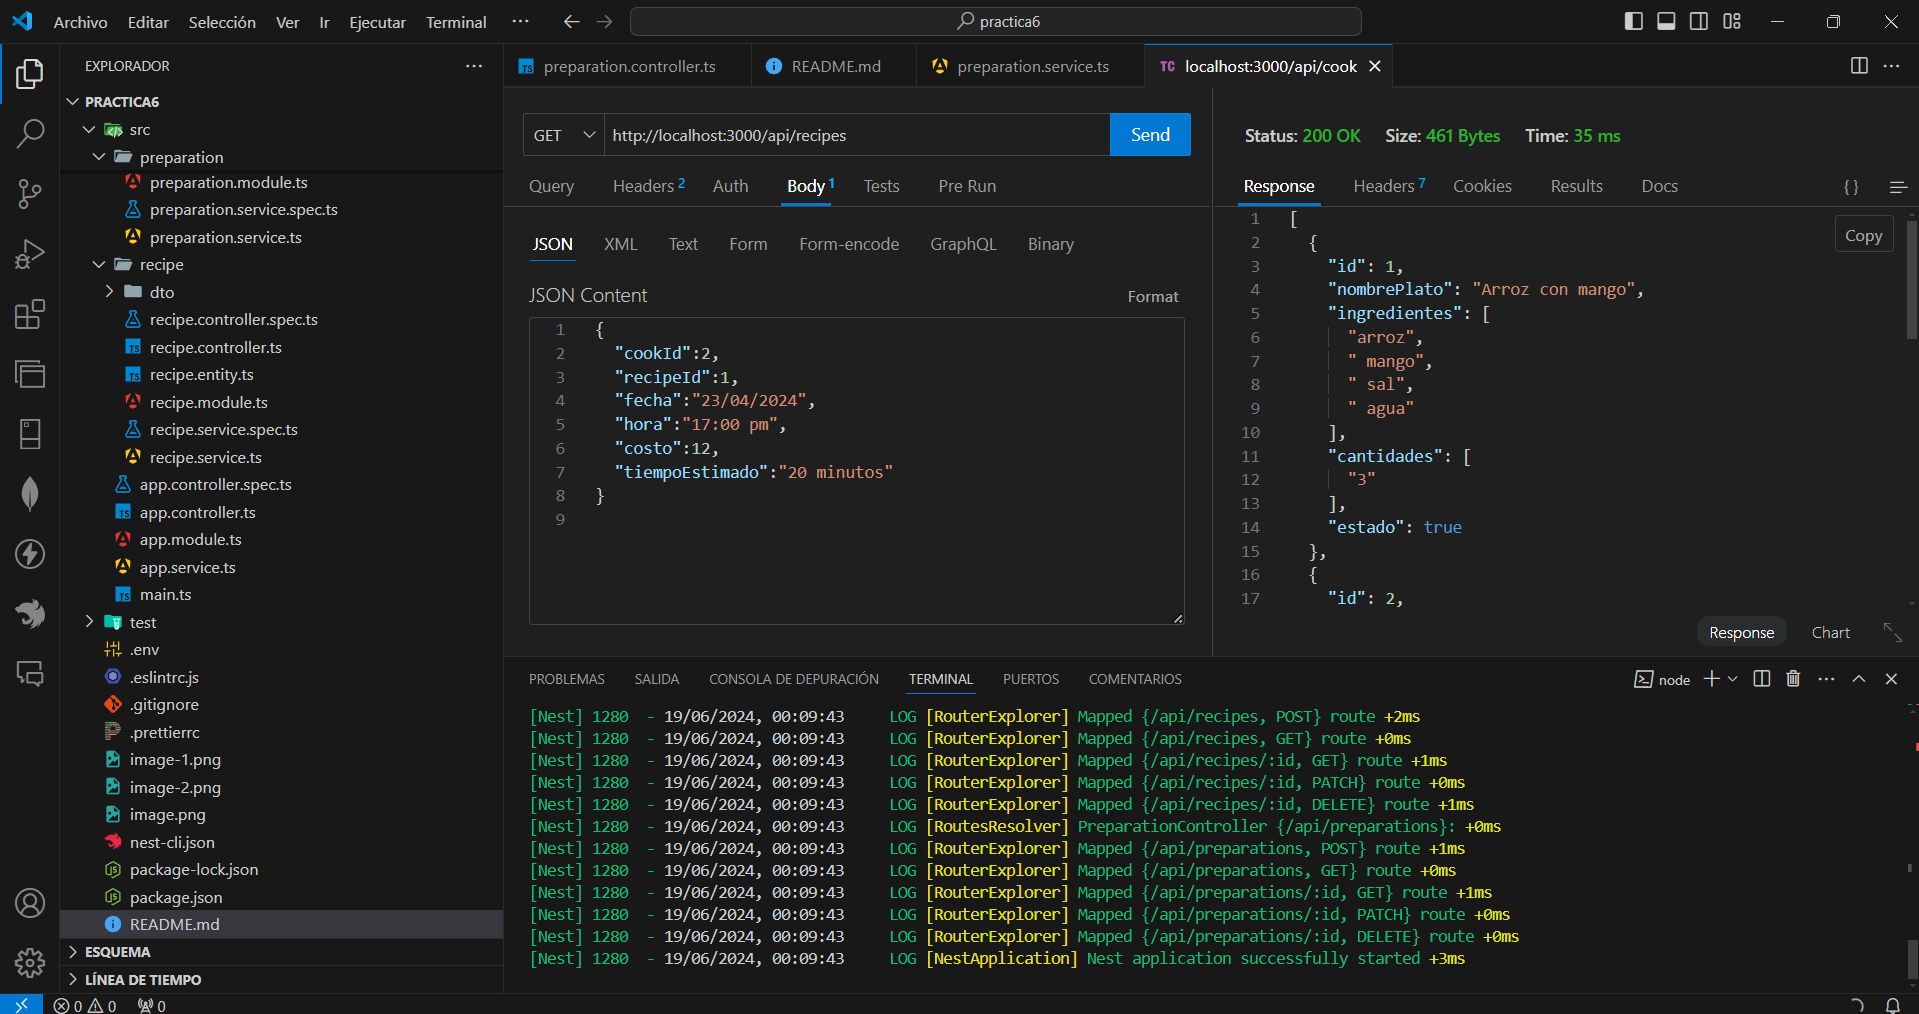 Archivo Editar Selección Ver Ir Ejecutar Terminal ··· practica6
EXPLORADOR ···
PRACTICA6
src
preparation
preparation.module.ts
preparation.service.spec.ts
preparation.service.ts
recipe
dto
recipe.controller.spec.ts
recipe.controller.ts
recipe.entity.ts
recipe.module.ts
recipe.service.spec.ts
recipe.service.ts
app.controller.spec.ts
app.controller.ts
app.module.ts
app.service.ts
main.ts
test
.env
.eslintrc.js
.gitignore
.prettierrc
image-1.png
image-2.png
image.png
nest-cli.json
package-lock.json
package.json
README.md
ESQUEMA
LÍNEA DE TIEMPO
0 0 0
TS preparation.controller.ts README.md preparation.service.ts TC localhost:3000/api/cook
GET http://localhost:3000/api/recipes Send
Query Headers 2 Auth Body 1 Tests Pre Run
JSON XML Text Form Form-encode GraphQL Binary
JSON Content Format
1 {
2 "cookId":2,
3 "recipeId":1,
4 "fecha":"23/04/2024",
5 "hora":"17:00 pm",
6 "costo":12,
7 "tiempoEstimado":"20 minutos"
8 }
9
Status: 200 OK Size: 461 Bytes Time: 35 ms
Response Headers 7 Cookies Results Docs {}
Copy
1 [
2 {
3 "id": 1,
4 "nombrePlato": "Arroz con mango",
5 "ingredientes": [
6 "arroz",
7 " mango",
8 " sal",
9 " agua"
10 ],
11 "cantidades": [
12 "3"
13 ],
14 "estado": true
15 },
16 {
17 "id": 2,
Response Chart
PROBLEMAS SALIDA CONSOLA DE DEPURACIÓN TERMINAL PUERTOS COMENTARIOS node
[Nest] 1280 - 19/06/2024, 00:09:43 LOG [RouterExplorer] Mapped {/api/recipes, POST} route +2ms
[Nest] 1280 - 19/06/2024, 00:09:43 LOG [RouterExplorer] Mapped {/api/recipes, GET} route +0ms
[Nest] 1280 - 19/06/2024, 00:09:43 LOG [RouterExplorer] Mapped {/api/recipes/:id, GET} route +1ms
[Nest] 1280 - 19/06/2024, 00:09:43 LOG [RouterExplorer] Mapped {/api/recipes/:id, PATCH} route +0ms
[Nest] 1280 - 19/06/2024, 00:09:43 LOG [RouterExplorer] Mapped {/api/recipes/:id, DELETE} route +1ms
[Nest] 1280 - 19/06/2024, 00:09:43 LOG [RoutesResolver] PreparationController {/api/preparations}: +0ms
[Nest] 1280 - 19/06/2024, 00:09:43 LOG [RouterExplorer] Mapped {/api/preparations, POST} route +1ms
[Nest] 1280 - 19/06/2024, 00:09:43 LOG [RouterExplorer] Mapped {/api/preparations, GET} route +0ms
[Nest] 1280 - 19/06/2024, 00:09:43 LOG [RouterExplorer] Mapped {/api/preparations/:id, GET} route +1ms
[Nest] 1280 - 19/06/2024, 00:09:43 LOG [RouterExplorer] Mapped {/api/preparations/:id, PATCH} route +0ms
[Nest] 1280 - 19/06/2024, 00:09:43 LOG [RouterExplorer] Mapped {/api/preparations/:id, DELETE} route +0ms
[Nest] 1280 - 19/06/2024, 00:09:43 LOG [NestApplication] Nest application successfully started +3ms